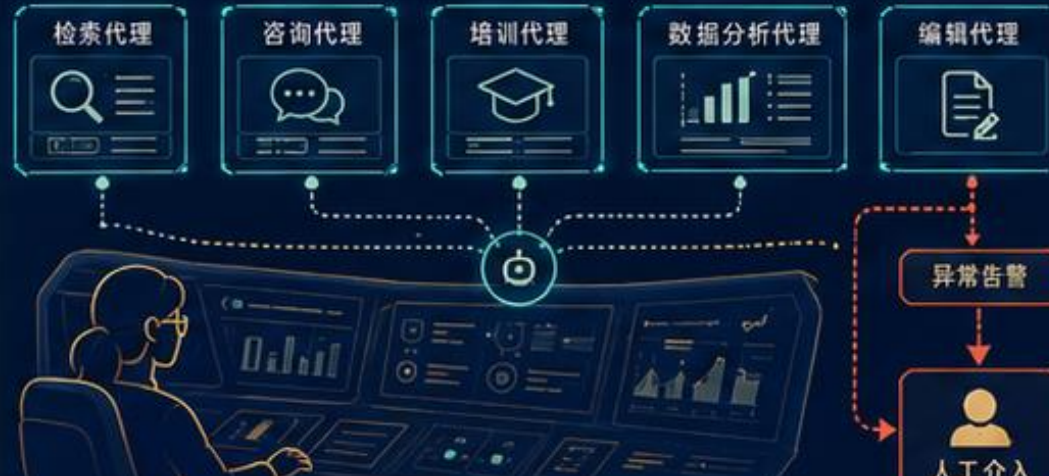 检索代理
咨询代理
培训代理
数据分析代理
编辑代理
异常告警
人工介入